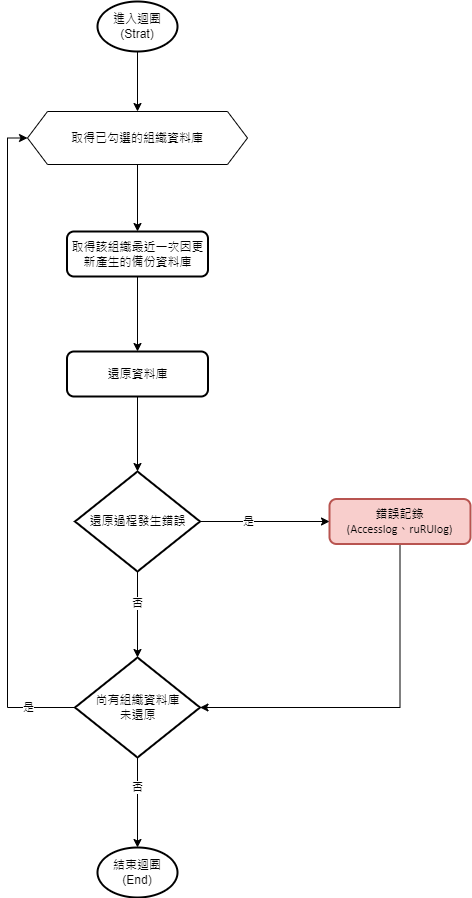 進入迴圈
(Strat)
取得已勾選的組織資料庫
取得該組織最近一次因更
新產生的備份資料庫
還原資料庫
還原過程發生錯誤
是
錯誤記錄
(Accesslog、ruRUlog)
否
尚有組織資料庫
未還原
是
否
結束迴圈
(End)